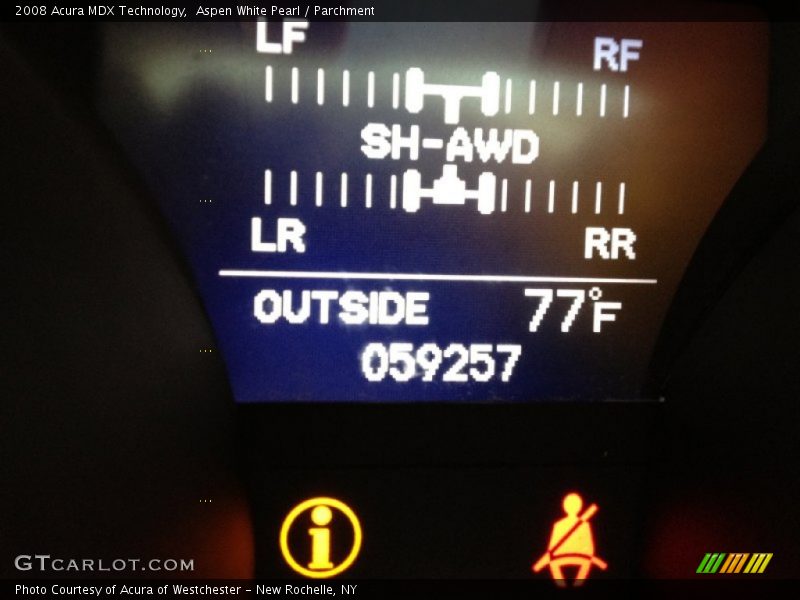 2008 Acura MDX Technology,  Aspen White Pearl / Parchment
LF RF
SH-AWD
LR RR
OUTSIDE 77°F
059257
GTCARLOT.COM
Photo Courtesy of Acura of Westchester - New Rochelle, NY